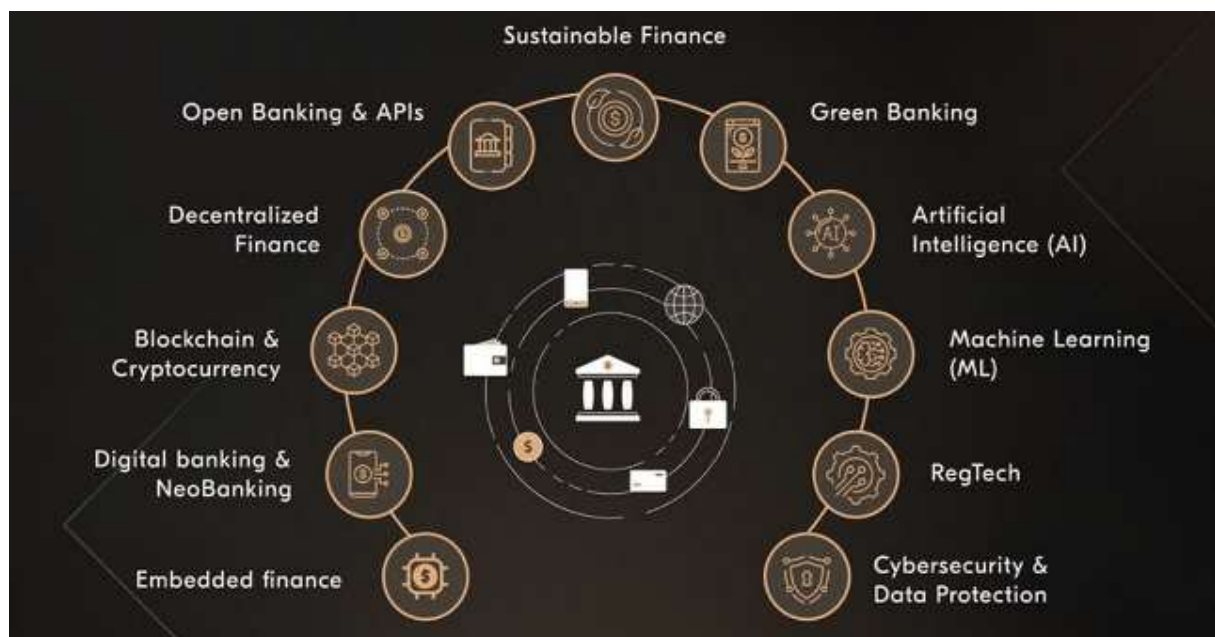 Sustainable Finance
Open Banking & APIs
Green Banking
Decentralized
Finance
Artificial
Intelligence (AI)
AI
Blockchain &
Cryptocurrency
Machine Learning
(ML)
Digital banking &
NeoBanking
RegTech
Embedded finance
Cybersecurity &
Data Protection